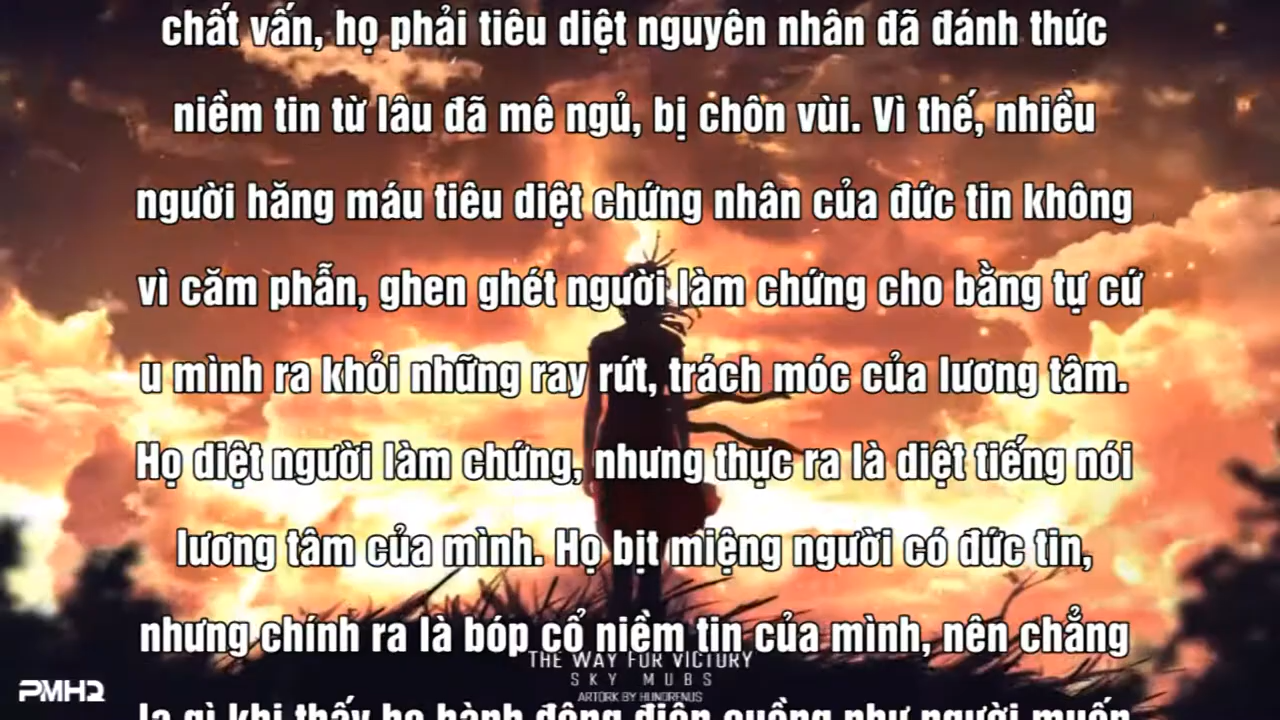 chất vấn, họ phải tiêu diệt nguyên nhân đã đánh thức
niềm tin từ lâu đã mê ngủ, bị chôn vùi. Vì thế, nhiều
người hăng máu tiêu diệt chứng nhân của đức tin không
vì căm phẫn, ghen ghét người làm chứng cho bằng tự cứ
u mình ra khỏi những ray rứt, trách móc của lương tâm.
Họ diệt người làm chứng, nhưng thực ra là diệt tiếng nói
lương tâm của mình. Họ bịt miệng người có đức tin,
nhưng chính ra là bóp cổ niềm tin của mình, nên chẳng
THE WAY FOR VICTORY
SKY MUBS
PMH2
lạ gì khi thấy họ hành động điên cuồng như người muốn